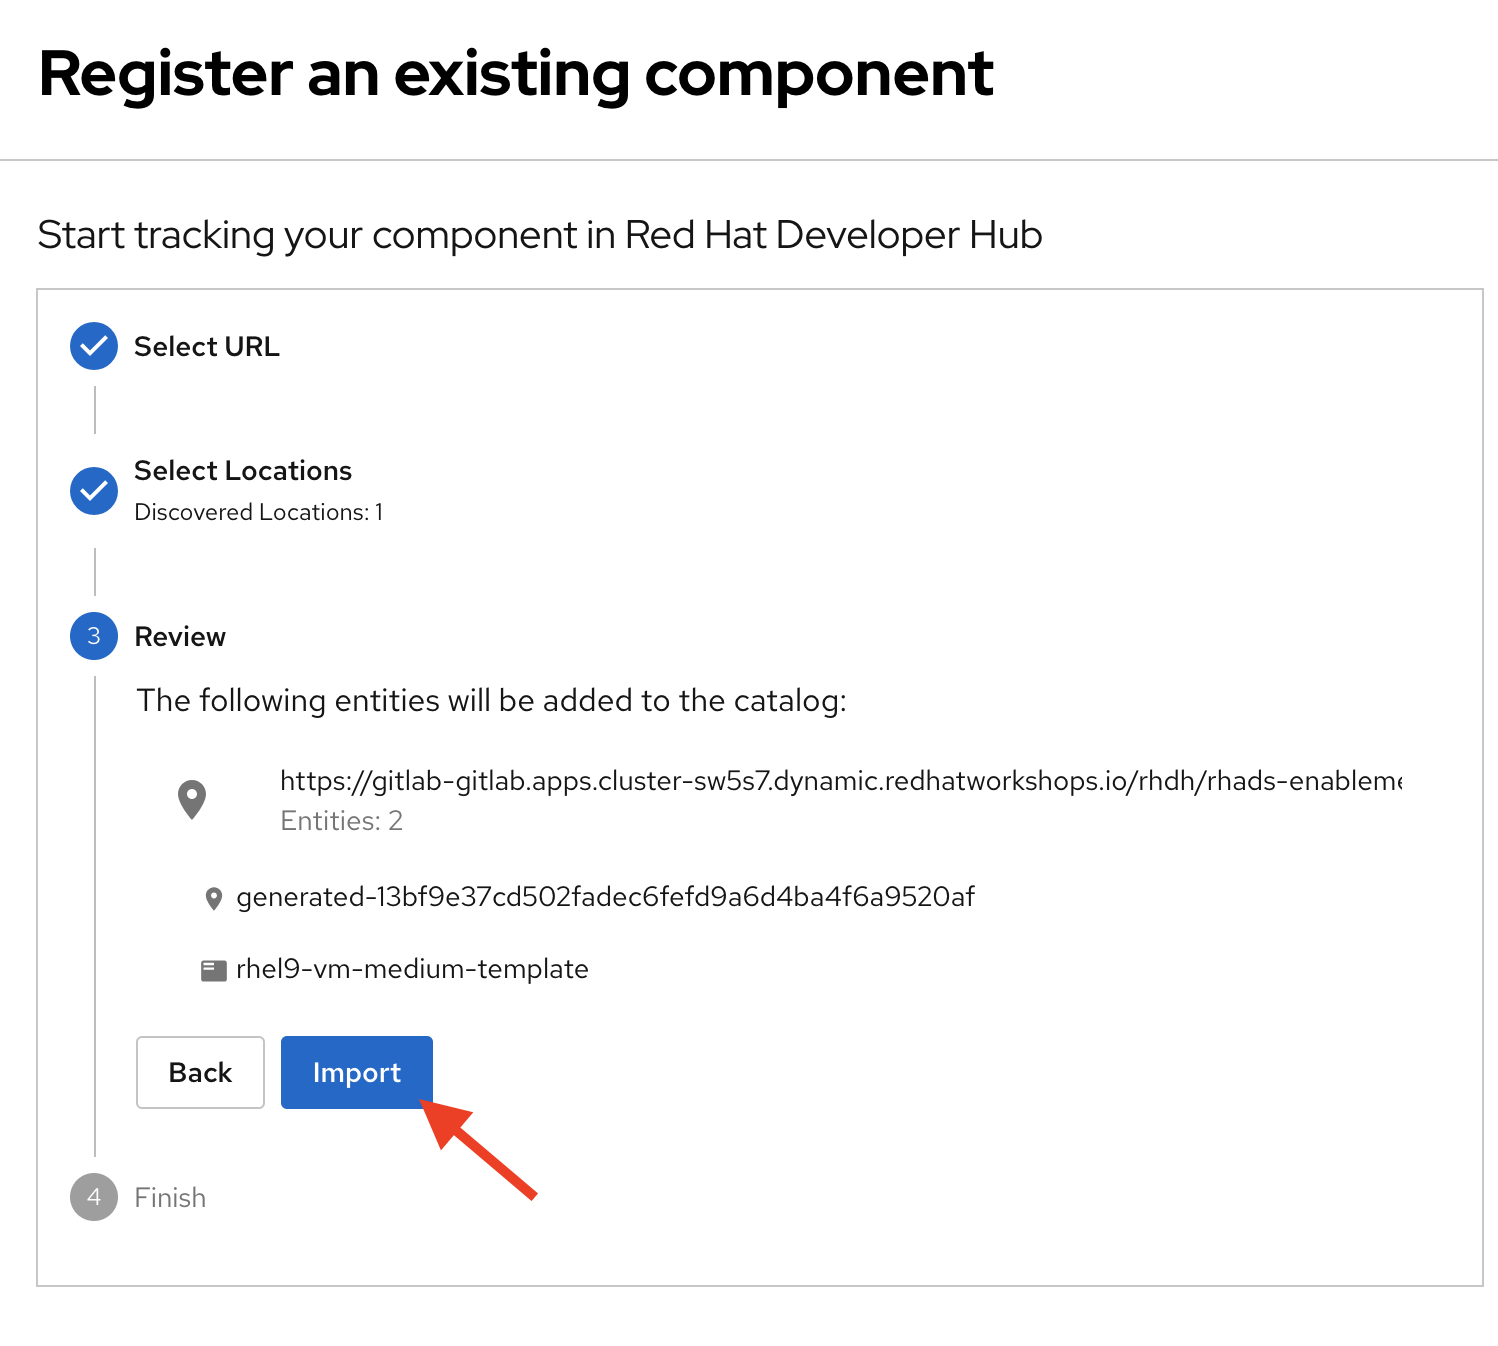 Register an existing component
Start tracking your component in Red Hat Developer Hub
Select URL
Select Locations
Discovered Locations: 1
3 Review
The following entities will be added to the catalog:
https://gitlab-gitlab.apps.cluster-sw5s7.dynamic.redhatworkshops.io/rhdh/rhads-enableme
Entities: 2
generated-13bf9e37cd502fadec6fefd9a6d4ba4f6a9520af
rhel9-vm-medium-template
Back Import
4 Finish